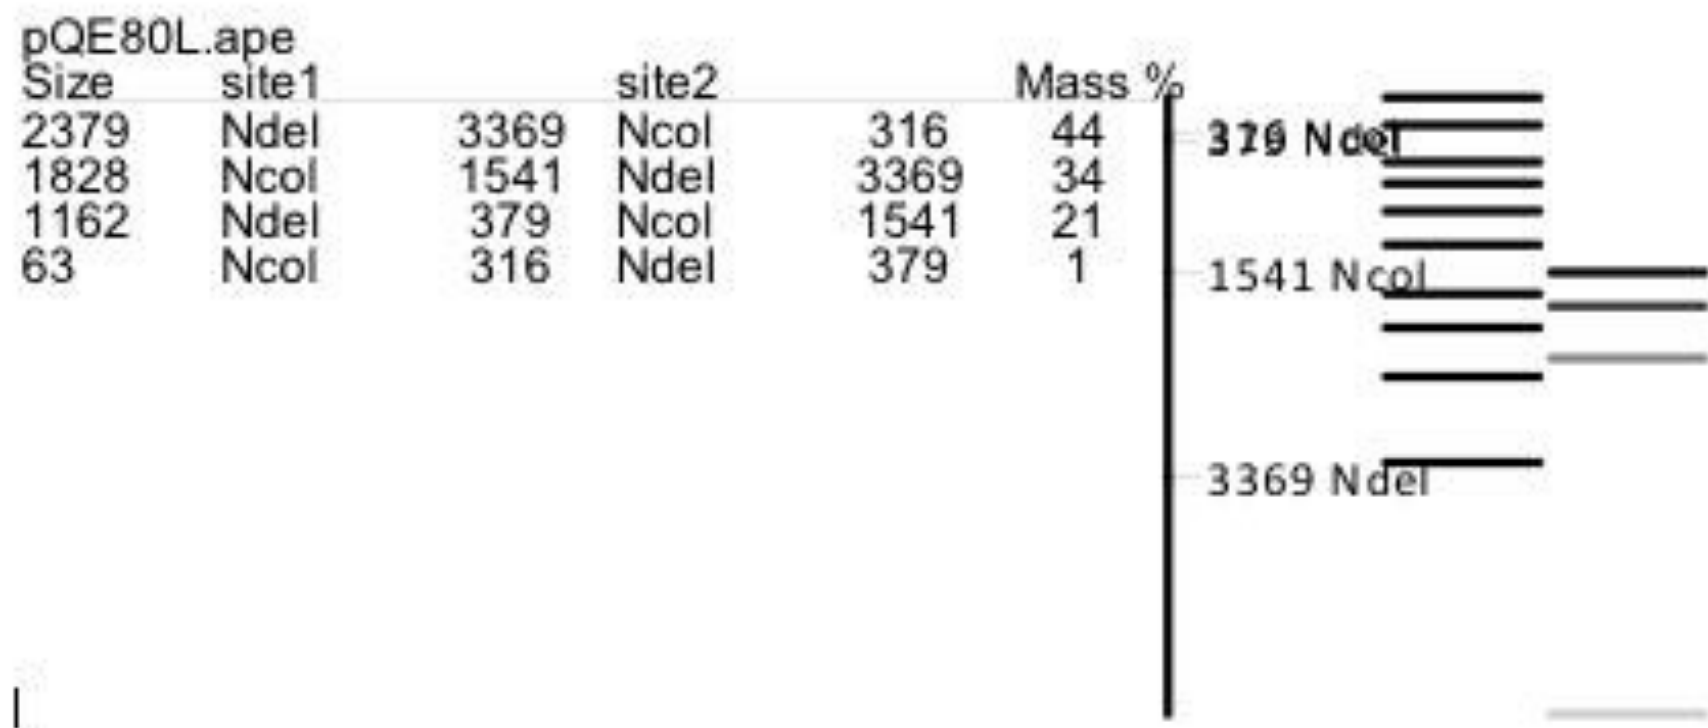 pQE80L.ape
Size site1 site2 Mass %
2379 NdeI 3369 NcoI 316 44
1828 NcoI 1541 NdeI 3369 34
1162 NdeI 379 NcoI 1541 21
63 NcoI 316 NdeI 379 1
1541 NcoI
3369 NdeI